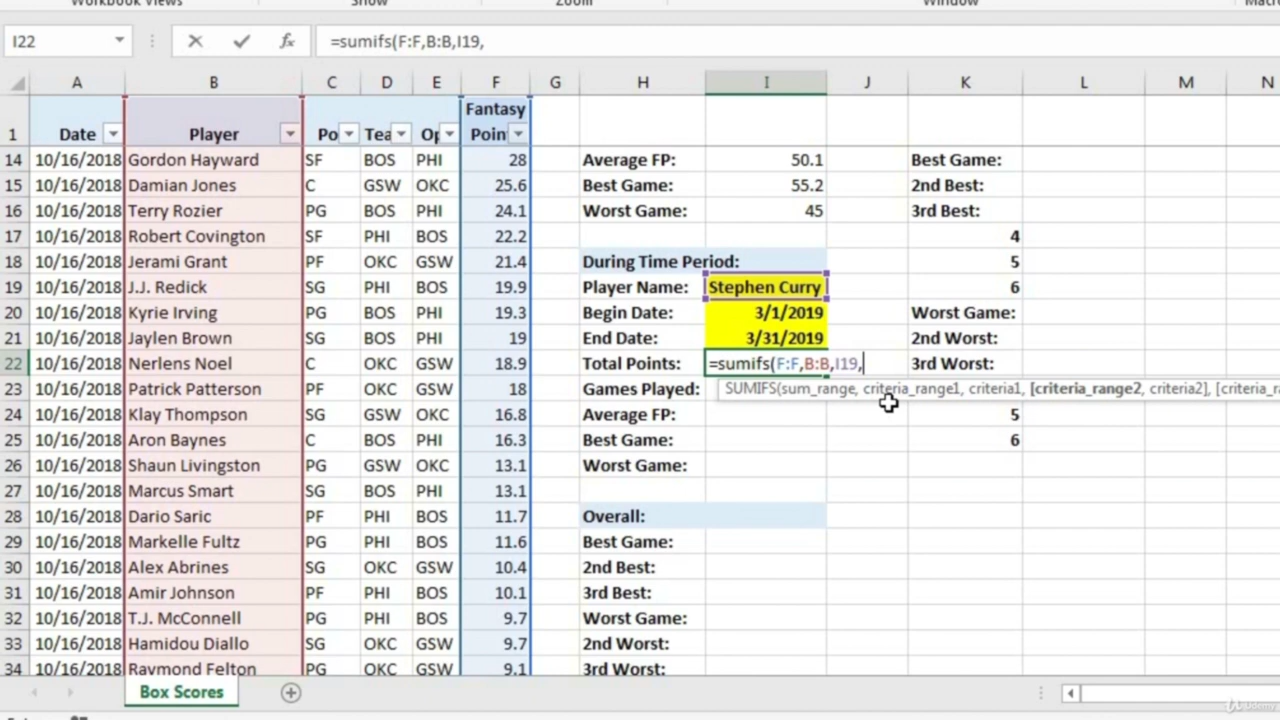 Workbook Views Show Zoom Window Macro
I22 =sumifs(F:F,B:B,I19,
A B C D E F G H I J K L M N
Fantasy
1 Date Player Po Tea Op Poin
14 10/16/2018 Gordon Hayward SF BOS PHI 28 Average FP: 50.1 Best Game:
15 10/16/2018 Damian Jones C GSW OKC 25.6 Best Game: 55.2 2nd Best:
16 10/16/2018 Terry Rozier PG BOS PHI 24.1 Worst Game: 45 3rd Best:
17 10/16/2018 Robert Covington SF PHI BOS 22.2 4
18 10/16/2018 Jerami Grant PF OKC GSW 21.4 During Time Period: 5
19 10/16/2018 J.J. Redick SG PHI BOS 19.9 Player Name: Stephen Curry 6
20 10/16/2018 Kyrie Irving PG BOS PHI 19.3 Begin Date: 3/1/2019 Worst Game:
21 10/16/2018 Jaylen Brown SG BOS PHI 19 End Date: 3/31/2019 2nd Worst:
22 10/16/2018 Nerlens Noel C OKC GSW 18.9 Total Points: =sumifs(F:F,B:B,I19, 3rd Worst:
23 10/16/2018 Patrick Patterson PF OKC GSW 18 Games Played: SUMIFS(sum_range, criteria_range1, criteria1, [criteria_range2, criteria2], [criteria_ra
24 10/16/2018 Klay Thompson SG GSW OKC 16.8 Average FP: 5
25 10/16/2018 Aron Baynes C BOS PHI 16.3 Best Game: 6
26 10/16/2018 Shaun Livingston PG GSW OKC 13.1 Worst Game:
27 10/16/2018 Marcus Smart SG BOS PHI 13.1
28 10/16/2018 Dario Saric PF PHI BOS 11.7 Overall:
29 10/16/2018 Markelle Fultz PG PHI BOS 11.6 Best Game:
30 10/16/2018 Alex Abrines SG OKC GSW 10.4 2nd Best:
31 10/16/2018 Amir Johnson PF PHI BOS 10.1 3rd Best:
32 10/16/2018 T.J. McConnell PG PHI BOS 9.7 Worst Game:
33 10/16/2018 Hamidou Diallo SG OKC GSW 9.7 2nd Worst:
34 10/16/2018 Raymond Felton PG OKC GSW 9.1 3rd Worst:
Box Scores
Udemy